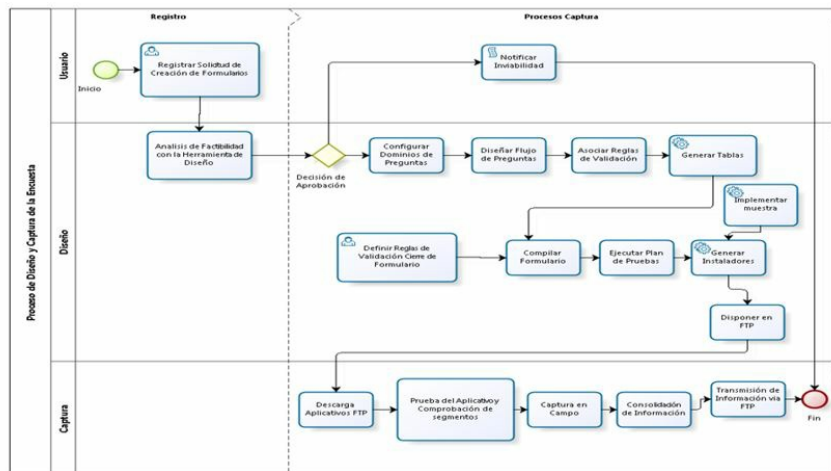 Registro
Procesos Captura
Proceso de Diseño y Captura de la Encuesta
Usuario
Inicio
Registrar Solicitud de
Creación de Formularios
Notificar
Inviabilidad
Diseño
Analisis de Factibilidad
con la Herramienta de
Diseño
Decisión de
Aprobación
Configurar
Dominios de
Preguntas
Diseñar Flujo
de Preguntas
Asociar Reglas
de Validación
Generar Tablas
Implementar
muestra
Definir Reglas de
Validación Cierre de
Formulario
Compilar
Formulario
Ejecutar Plan
de Pruebas
Generar
Instaladores
Disponer en
FTP
Captura
Descarga
Aplicativos FTP
Prueba del Aplicativo y
Comprobación de
segmentos
Captura en
Campo
Consolidación
de Información
Transmisión de
Información via
FTP
Fin